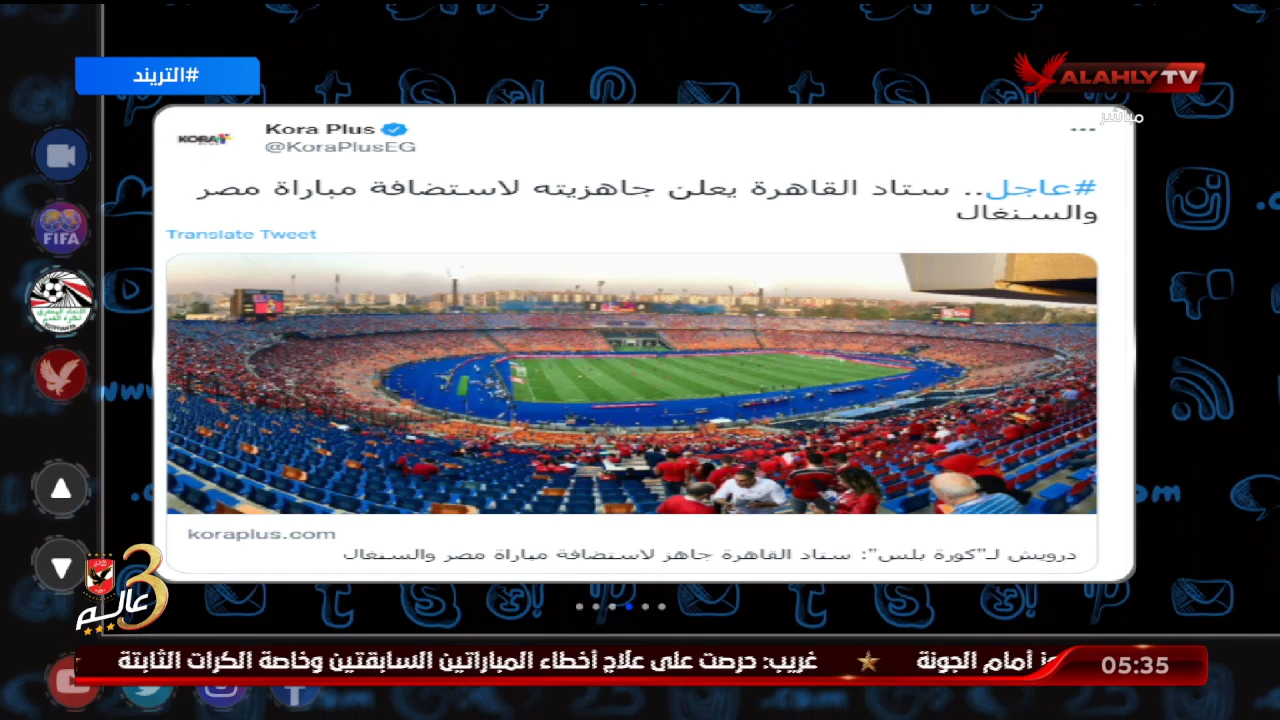 #التريند
ALAHLY TV
مباشر
KORA
Kora Plus
@KoraPlusEG
#عاجل.. ستاد القاهرة يعلن جاهزيته لاستضافة مباراة مصر
والسنغال
Translate Tweet
FIFA
koraplus.com
درويش لـ"كورة بلس": ستاد القاهرة جاهز لاستضافة مباراة مصر والسنغال
3 عالم
أمام الجونة
غريب: حرصت على علاج أخطاء المباراتين السابقتين وخاصة الكرات الثابتة
05:35